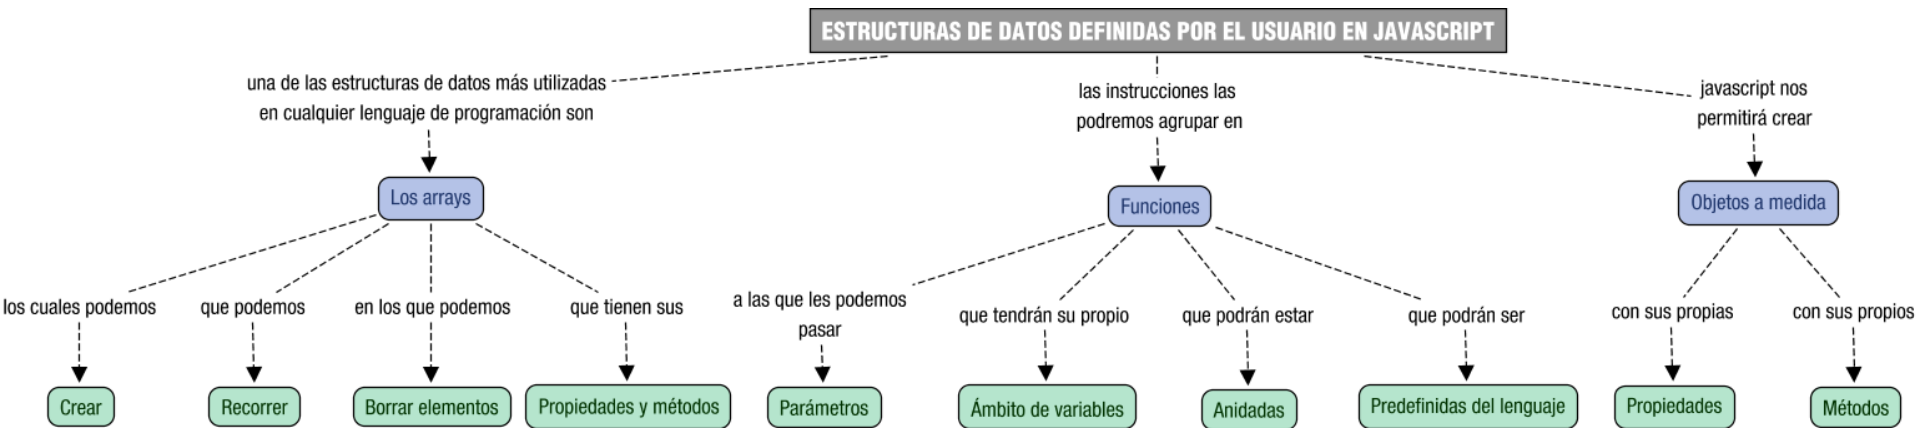 ESTRUCTURAS DE DATOS DEFINIDAS POR EL USUARIO EN JAVASCRIPT
una de las estructuras de datos más utilizadas
en cualquier lenguaje de programación son
las instrucciones las
podremos agrupar en
javascript nos
permitirá crear
Los arrays
Funciones
Objetos a medida
los cuales podemos
que podemos
en los que podemos
que tienen sus
a las que les podemos
pasar
que tendrán su propio
que podrán estar
que podrán ser
con sus propias
con sus propios
Crear
Recorrer
Borrar elementos
Propiedades y métodos
Parámetros
Ámbito de variables
Anidadas
Predefinidas del lenguaje
Propiedades
Métodos